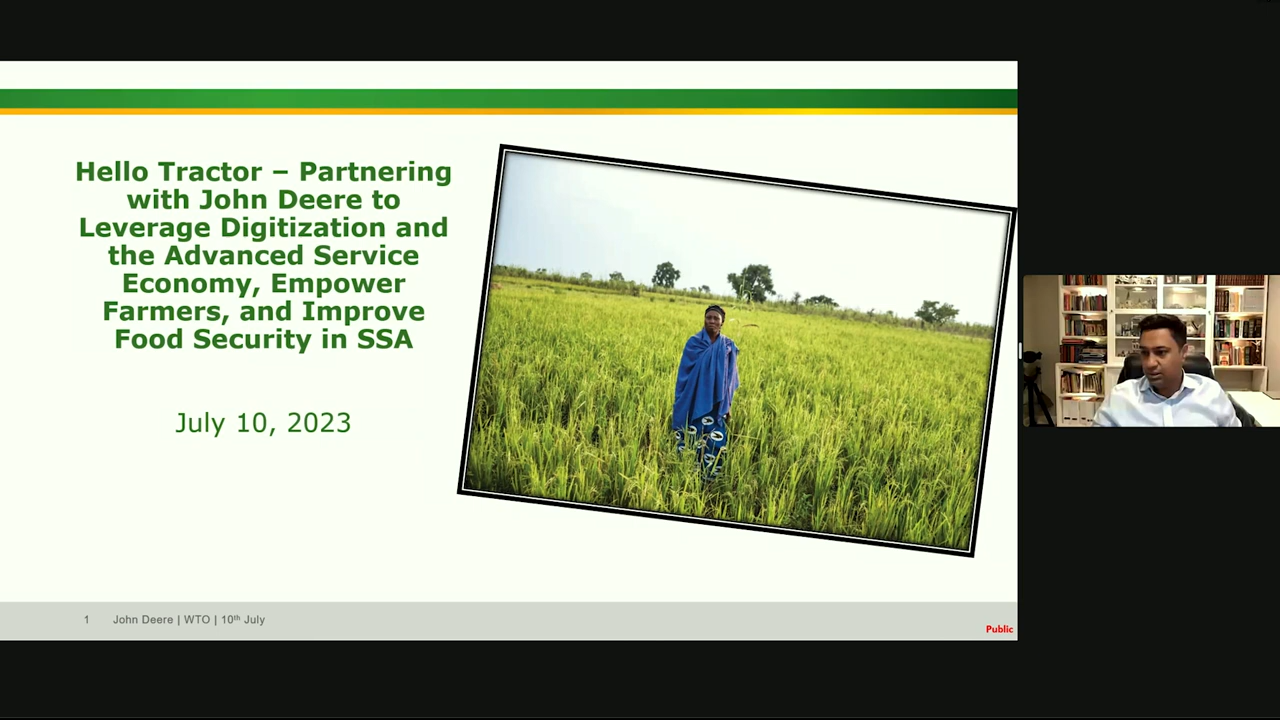 Hello Tractor – Partnering
with John Deere to
Leverage Digitization and
the Advanced Service
Economy, Empower
Farmers, and Improve
Food Security in SSA
July 10, 2023
1 John Deere | WTO | 10th July
Public